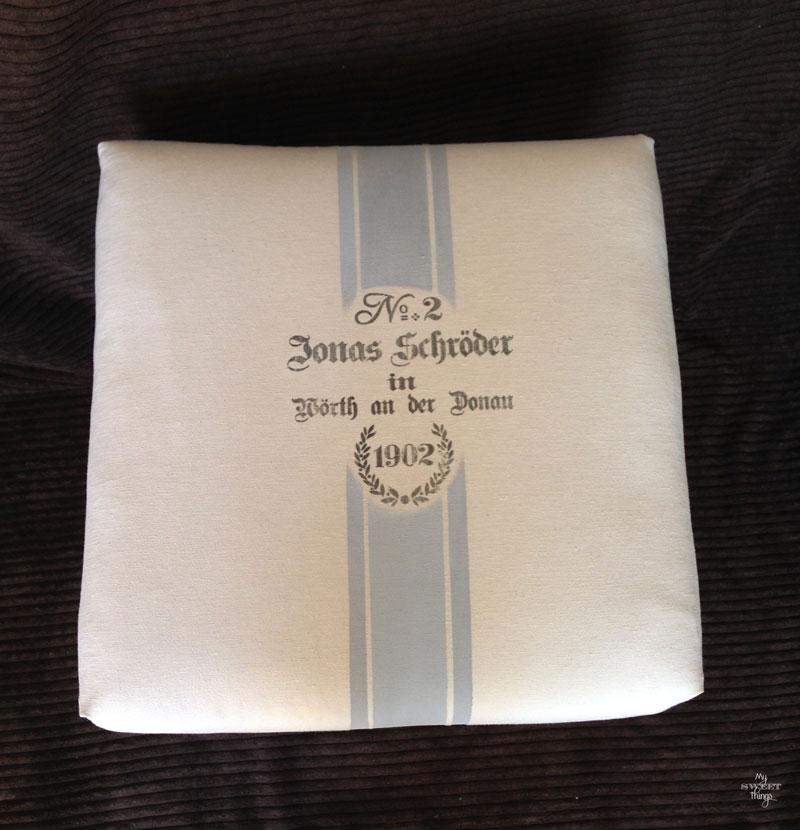 No. 2
Jonas Schröder
in
Wörth an der Donau
1902
My
SWEET
things